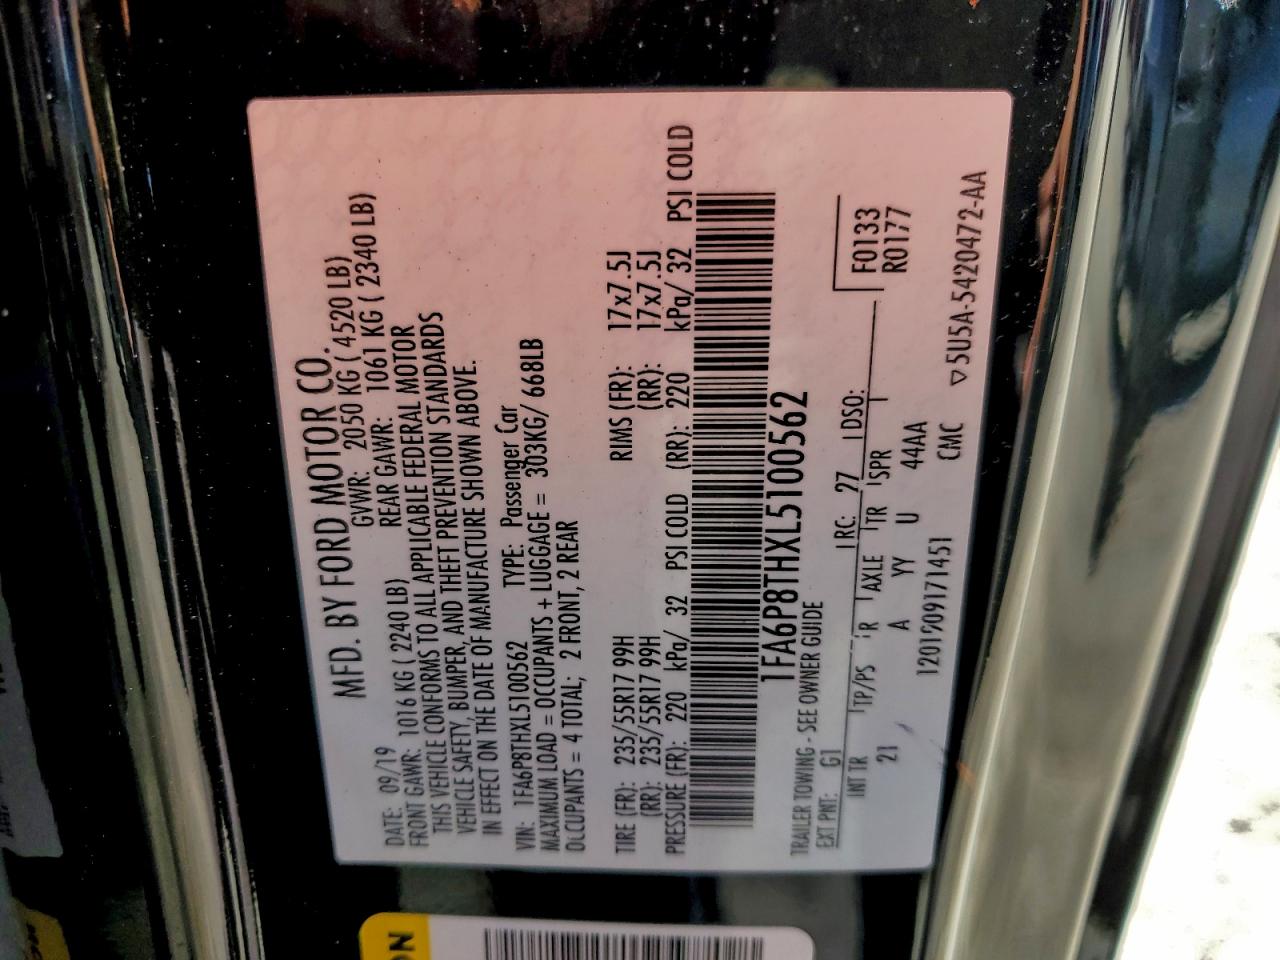 MFD. BY FORD MOTOR CO.
DATE: 09/19 GVWR: 2050 KG ( 4520 LB)
FRONT GAWR: 1016 KG ( 2240 LB) REAR GAWR: 1061 KG ( 2340 LB)
THIS VEHICLE CONFORMS TO ALL APPLICABLE FEDERAL MOTOR
VEHICLE SAFETY, BUMPER, AND THEFT PREVENTION STANDARDS
IN EFFECT ON THE DATE OF MANUFACTURE SHOWN ABOVE.
VIN: 1FA6P8THXL5100562 TYPE: Passenger Car
MAXIMUM LOAD = OCCUPANTS + LUGGAGE = 303KG/ 668LB
OCCUPANTS = 4 TOTAL; 2 FRONT, 2 REAR
TIRE (FR): 235/55R17 99H RIMS (FR): 17x7.5J
(RR): 235/55R17 99H (RR): 17x7.5J
PRESSURE (FR): 220 kPa/ 32 PSI COLD (RR): 220 kPa/ 32 PSI COLD
1FA6P8THXL5100562
TRAILER TOWING - SEE OWNER GUIDE F0133
EXT PNT: G1 RC: 27 DSO: R0177
INT TR TP/PS R AXLE TR SPR
21 A YY U 44AA
1201909171451 CMC ▽5U5A-5420472-AA
ON